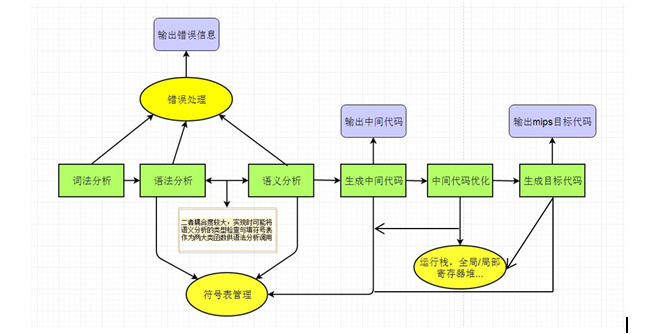 输出错误信息
错误处理
输出中间代码
输出mips目标代码
词法分析
语法分析
语义分析
生成中间代码
中间代码优化
生成目标代码
二者耦合度较大，实现时可能将
语义分析的类型检查与填符号表
作为两大类函数供语法分析调用
运行栈，全局/局部
寄存器堆...
符号表管理